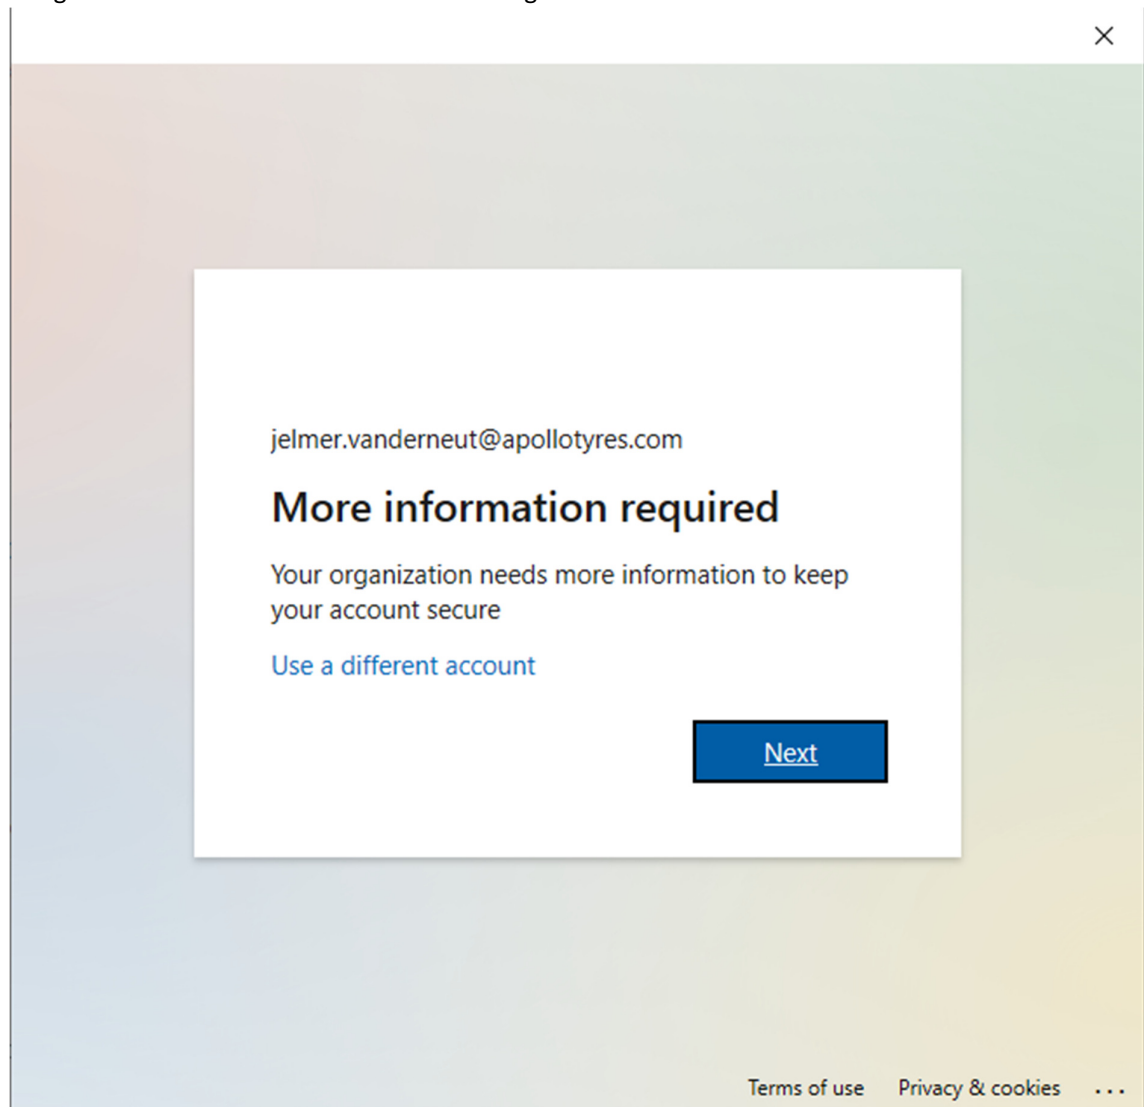 jelmer.vanderneut@apollotyres.com
More information required
Your organization needs more information to keep
your account secure
Use a different account
Next
Terms of use Privacy & cookies ...